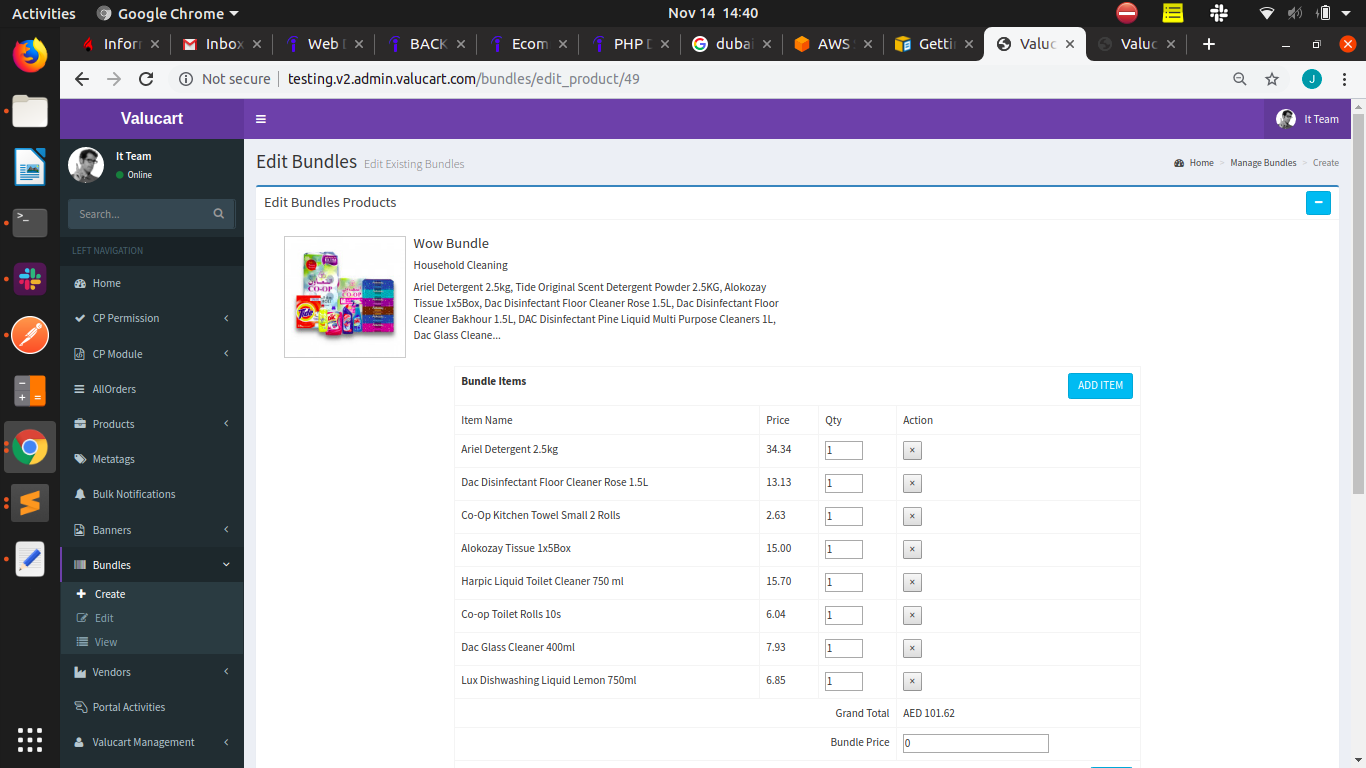 Activities Google Chrome Nov 14 14:40
Infor Inbox Web D BACK Ecom PHP D dubai AWS Getti Valuc Valuc
Not secure testing.v2.admin.valucart.com/bundles/edit_product/49 J
Valucart It Team
It Team
Online
Edit Bundles Edit Existing Bundles Home > Manage Bundles > Create
Search...
Edit Bundles Products
LEFT NAVIGATION
Home
CP Permission
CP Module
AllOrders
Products
Metatags
Bulk Notifications
Banners
Bundles
Create
Edit
View
Vendors
Portal Activities
Valucart Management
Wow Bundle
Household Cleaning
Ariel Detergent 2.5kg, Tide Original Scent Detergent Powder 2.5KG, Alokozay
Tissue 1x5Box, Dac Disinfectant Floor Cleaner Rose 1.5L, Dac Disinfectant Floor
Cleaner Bakhour 1.5L, DAC Disinfectant Pine Liquid Multi Purpose Cleaners 1L,
Dac Glass Cleane...
Bundle Items ADD ITEM
Item Name Price Qty Action
Ariel Detergent 2.5kg 34.34 1 ×
Dac Disinfectant Floor Cleaner Rose 1.5L 13.13 1 ×
Co-Op Kitchen Towel Small 2 Rolls 2.63 1 ×
Alokozay Tissue 1x5Box 15.00 1 ×
Harpic Liquid Toilet Cleaner 750 ml 15.70 1 ×
Co-op Toilet Rolls 10s 6.04 1 ×
Dac Glass Cleaner 400ml 7.93 1 ×
Lux Dishwashing Liquid Lemon 750ml 6.85 1 ×
Grand Total AED 101.62
Bundle Price 0